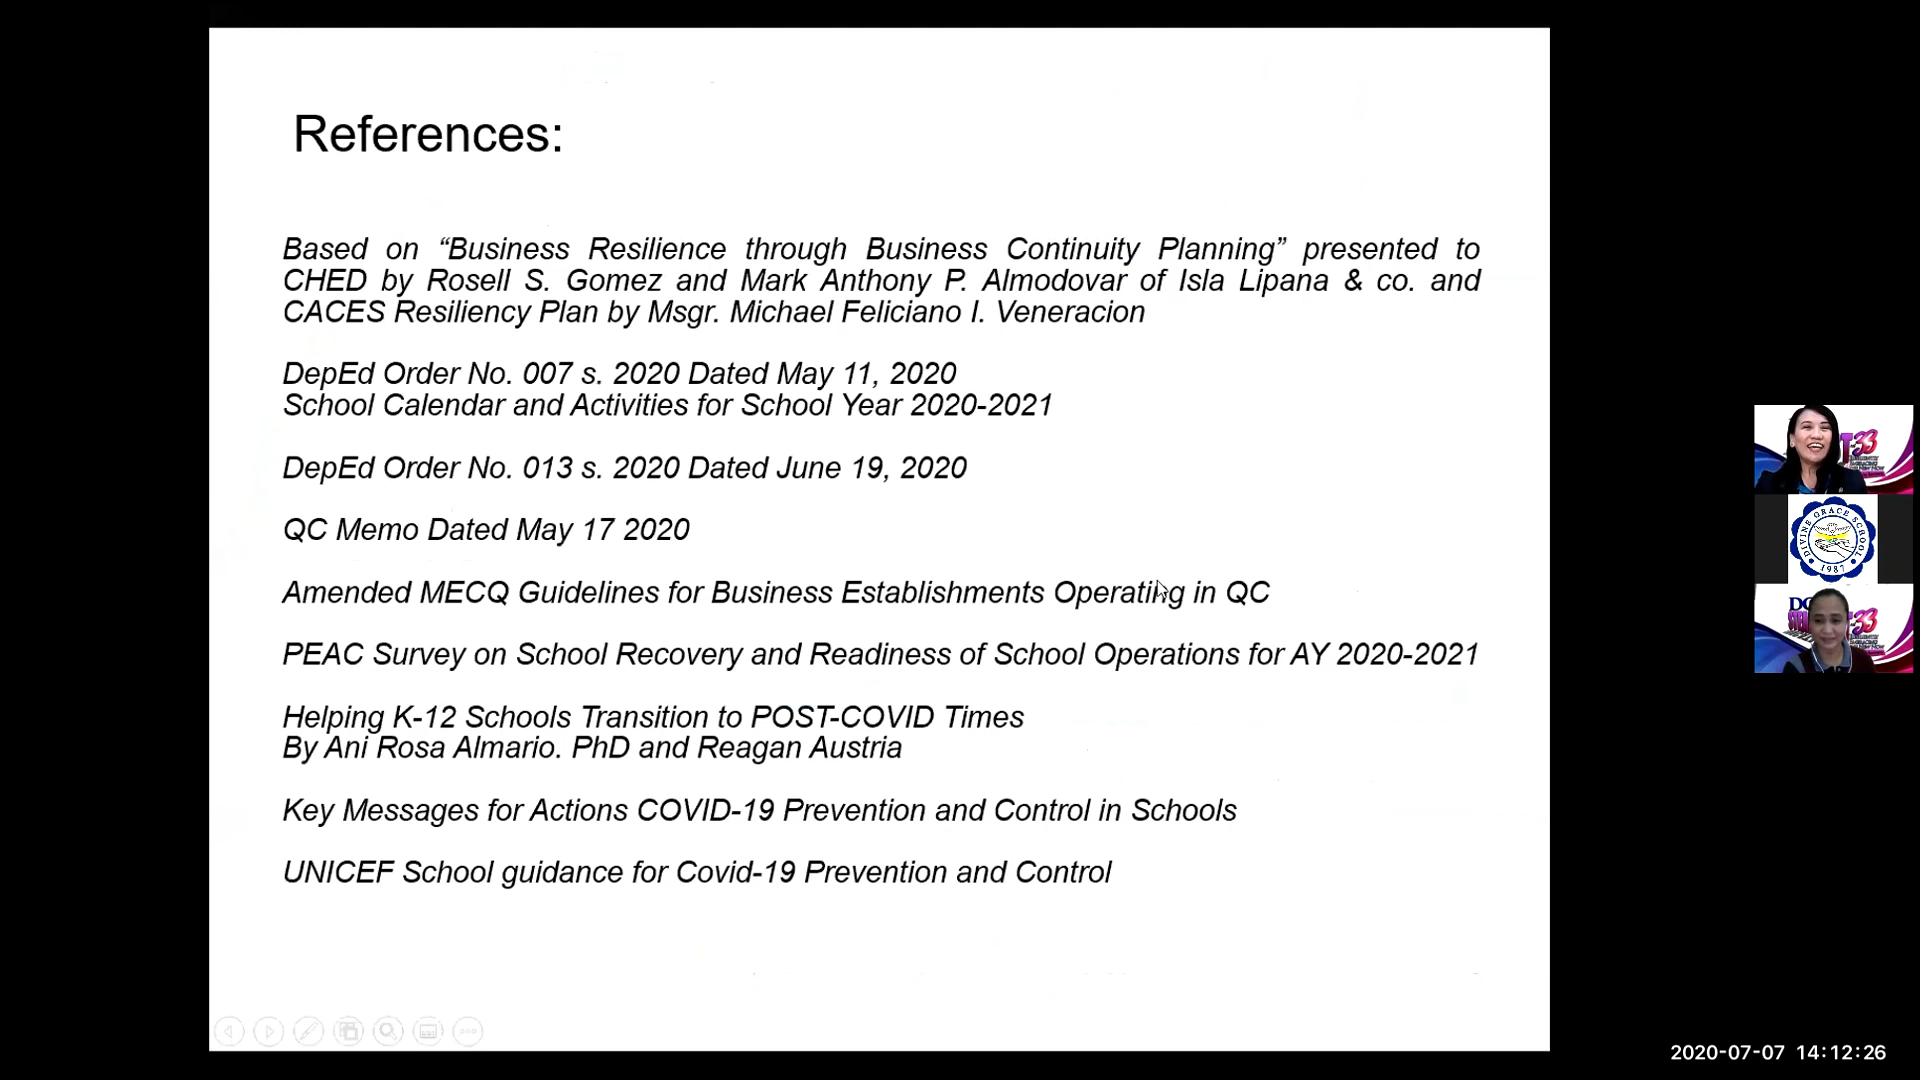 References:
Based on “Business Resilience through Business Continuity Planning” presented to
CHED by Rosell S. Gomez and Mark Anthony P. Almodovar of Isla Lipana & co. and
CACES Resiliency Plan by Msgr. Michael Feliciano I. Veneracion
DepEd Order No. 007 s. 2020 Dated May 11, 2020
School Calendar and Activities for School Year 2020-2021
DepEd Order No. 013 s. 2020 Dated June 19, 2020
QC Memo Dated May 17 2020
Amended MECQ Guidelines for Business Establishments Operating in QC
PEAC Survey on School Recovery and Readiness of School Operations for AY 2020-2021
Helping K-12 Schools Transition to POST-COVID Times
By Ani Rosa Almario. PhD and Reagan Austria
Key Messages for Actions COVID-19 Prevention and Control in Schools
UNICEF School guidance for Covid-19 Prevention and Control
33
DIVINE GRACE SCHOOL
1987
33
2020-07-07 14:12:26